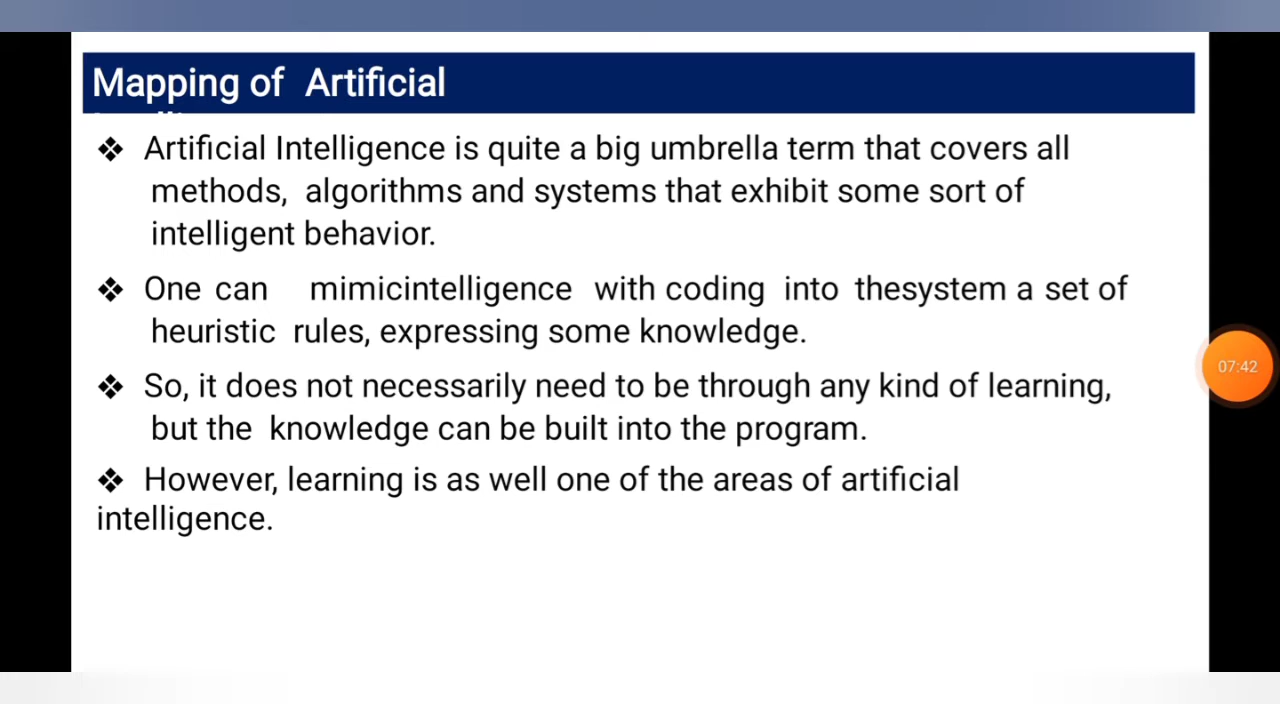 Mapping of Artificial
❖ Artificial Intelligence is quite a big umbrella term that covers all
methods, algorithms and systems that exhibit some sort of
intelligent behavior.
❖ One can mimicintelligence with coding into thesystem a set of
heuristic rules, expressing some knowledge.
❖ So, it does not necessarily need to be through any kind of learning,
but the knowledge can be built into the program.
❖ However, learning is as well one of the areas of artificial
intelligence.
07:42